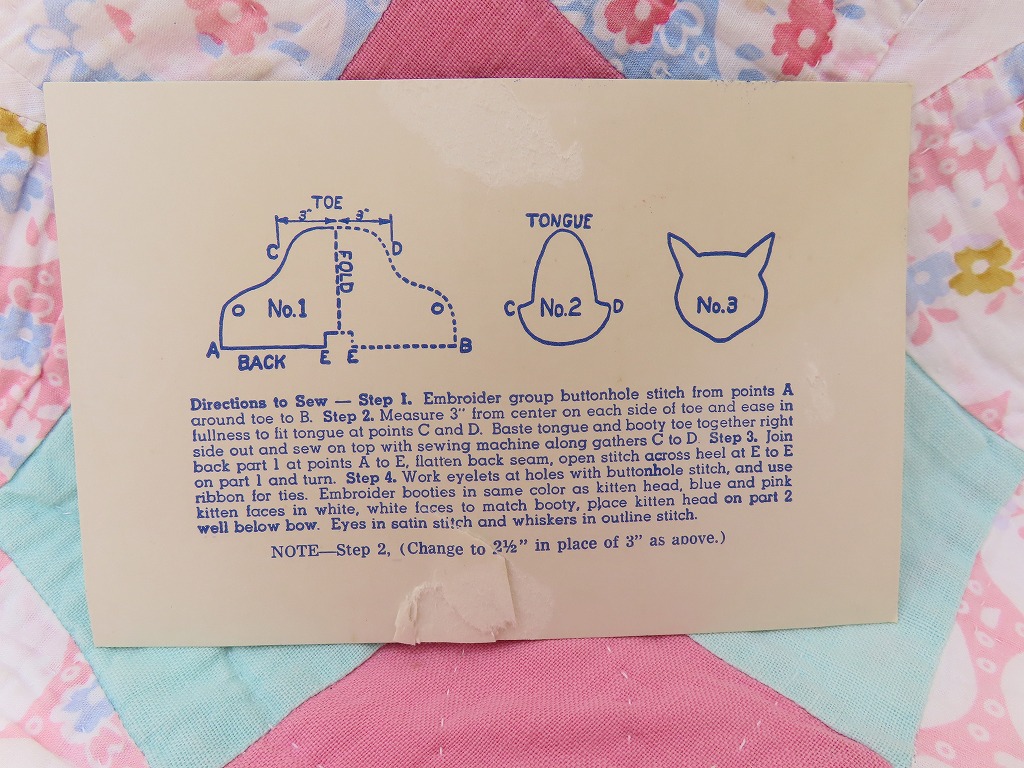 TOE
3" 3"
C D
FOLD
No.1
A BACK E E B
TONGUE
C No.2 D
No.3
Directions to Sew — Step 1. Embroider group buttonhole stitch from points A
around toe to B. Step 2. Measure 3" from center on each side of toe and ease in
fullness to fit tongue at points C and D. Baste tongue and booty toe together right
side out and sew on top with sewing machine along gathers C to D. Step 3. Join
back part 1 at points A to E, flatten back seam, open stitch across heel at E to E
on part 1 and turn. Step 4. Work eyelets at holes with buttonhole stitch, and use
ribbon for ties. Embroider booties in same color as kitten head, blue and pink
kitten faces in white, white faces to match booty, place kitten head on part 2
well below bow. Eyes in satin stitch and whiskers in outline stitch.
NOTE—Step 2, (Change to 2½" in place of 3" as above.)